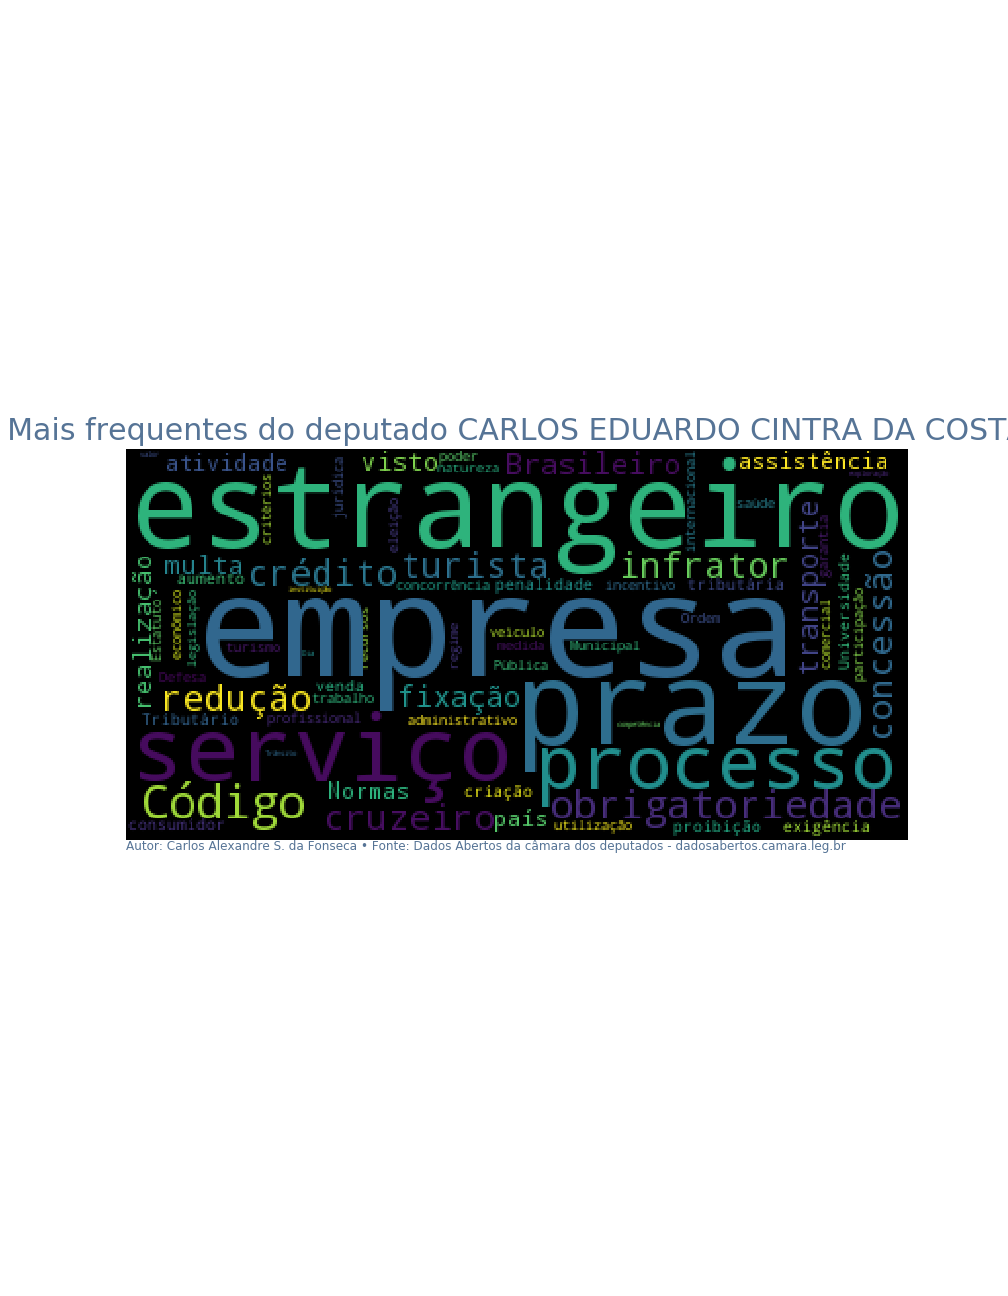 Mais frequentes do deputado CARLOS EDUARDO CINTRA DA COSTA
atividade
visto
poder
natureza
Brasileiro
internacional
assistência
estrangeiro
critérios
jurídica
eleição
saúde
multa
aumento
crédito
turista
infrator
transporte
garantia
concorrência
penalidade
incentivo
tributária
realização
Estatuto
econômico
legislação
empresa
recursos
regime
veículo
medida
Pública
Municipal
Ordem
comercial
Universidade
participação
concessão
turismo
Dia
Defesa
redução
venda
trabalho
fixação
prazo
Tributário
profissional
administrativo
competência
serviço
Trânsito
processo
Código
Normas
criação
obrigatoriedade
consumidor
cruzeiro
país
utilização
proibição
exigência
Autor: Carlos Alexandre S. da Fonseca • Fonte: Dados Abertos da câmara dos deputados - dadosabertos.camara.leg.br